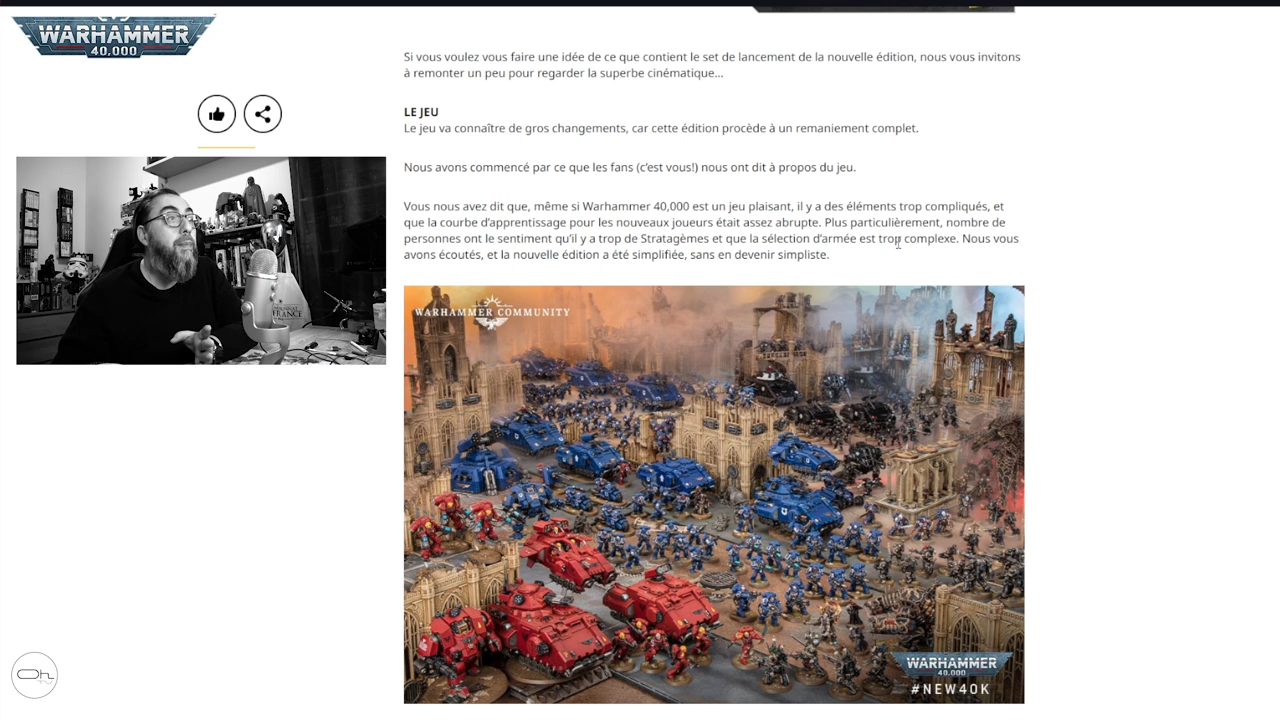 WARHAMMER
40,000
Si vous voulez vous faire une idée de ce que contient le set de lancement de la nouvelle édition, nous vous invitons
à remonter un peu pour regarder la superbe cinématique...
LE JEU
Le jeu va connaître de gros changements, car cette édition procède à un remaniement complet.
Nous avons commencé par ce que les fans (c'est vous!) nous ont dit à propos du jeu.
Vous nous avez dit que, même si Warhammer 40,000 est un jeu plaisant, il y a des éléments trop compliqués, et
que la courbe d'apprentissage pour les nouveaux joueurs était assez abrupte. Plus particulièrement, nombre de
personnes ont le sentiment qu'il y a trop de Stratagèmes et que la sélection d'armée est trop complexe. Nous vous
avons écoutés, et la nouvelle édition a été simplifiée, sans en devenir simpliste.
FRANCE
WARHAMMER COMMUNITY
WARHAMMER
40,000
#NEW40K
Oh